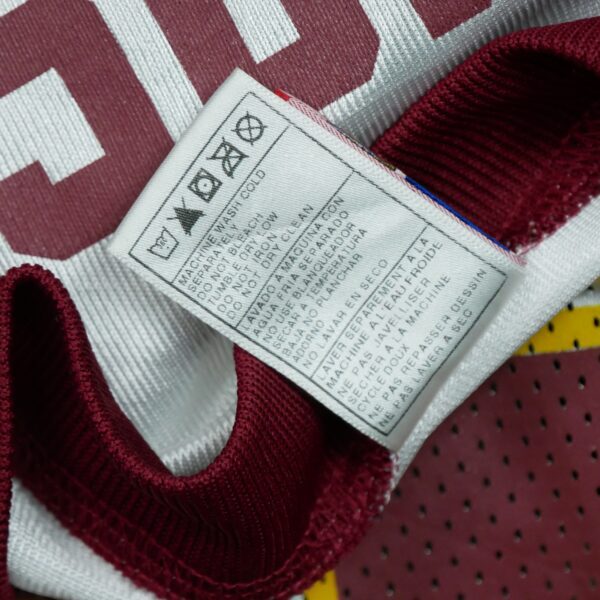 MACHINE WASH COLD
SEPARATELY
DO NOT BLEACH
TUMBLE DRY LOW
DO NOT IRON
DO NOT DRY CLEAN
LAVADO A MAQUINA CON
AGUA FRIA SEPARADO
NO USE BLANQUEADOR
SECAR A TEMPERATURA
BAJA NO PLANCHAR
ADORNO
NO LAVAR EN SECO
LAVER SEPAREMENT A LA
MACHINE A L'EAU FROIDE
NE PAS JAVELLISER
SECHER A LA MACHINE
CYCLE DOUX
NE PAS REPASSER DESSIN
NE PAS LAVER A SEC